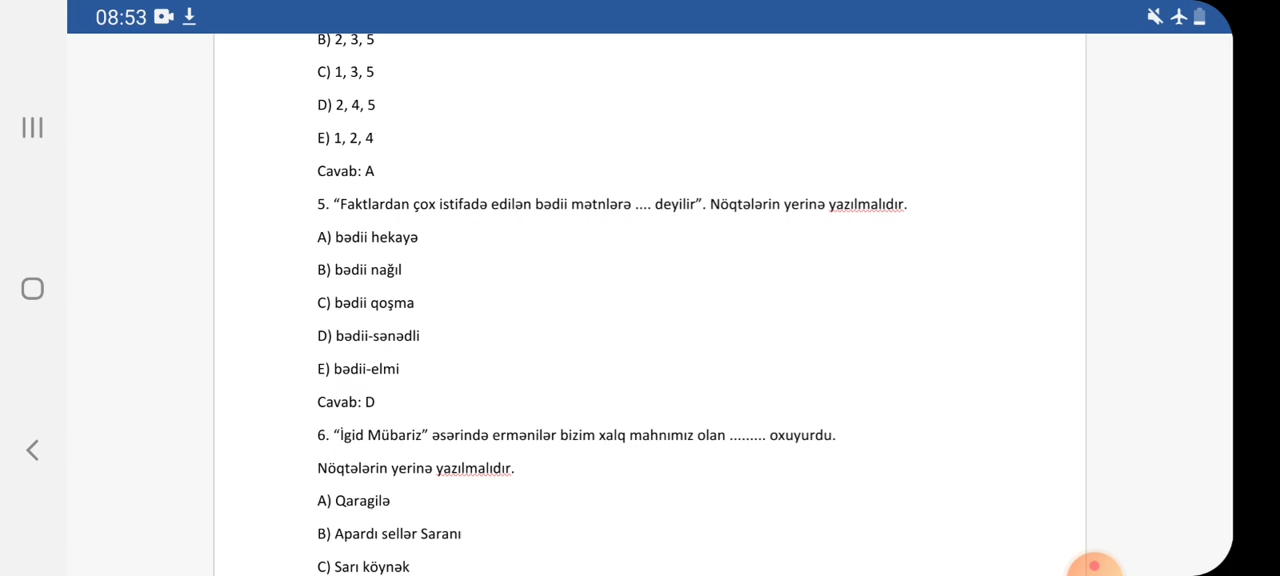 08:53
B) 2, 3, 5
C) 1, 3, 5
D) 2, 4, 5
E) 1, 2, 4
Cavab: A
5. “Faktlardan çox istifadə edilən bədii mətnlərə .... deyilir”. Nöqtələrin yerinə yazılmalıdır.
A) bədii hekayə
B) bədii nağıl
C) bədii qoşma
D) bədii-sənədli
E) bədii-elmi
Cavab: D
6. “İgid Mübariz” əsərində ermənilər bizim xalq mahnımız olan ......... oxuyurdu.
Nöqtələrin yerinə yazılmalıdır.
A) Qaragilə
B) Apardı sellər Saranı
C) Sarı köynək